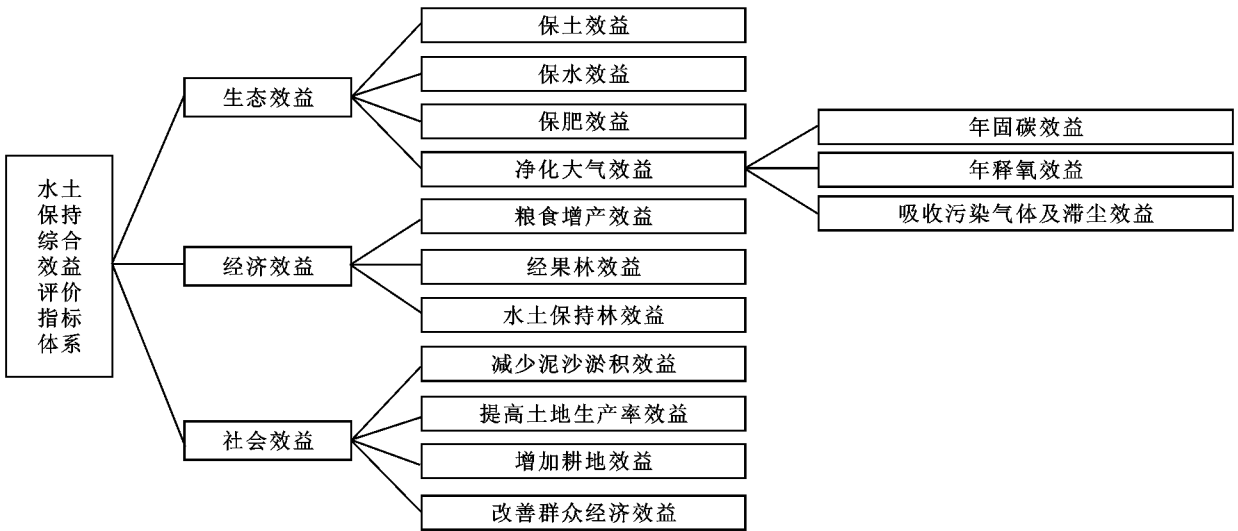 水土
保持
综合
效益
评价
指标
体系
生态效益
保土效益
保水效益
保肥效益
净化大气效益
年固碳效益
年释氧效益
吸收污染气体及滞尘效益
经济效益
粮食增产效益
经果林效益
水土保持林效益
社会效益
减少泥沙淤积效益
提高土地生产率效益
增加耕地效益
改善群众经济效益